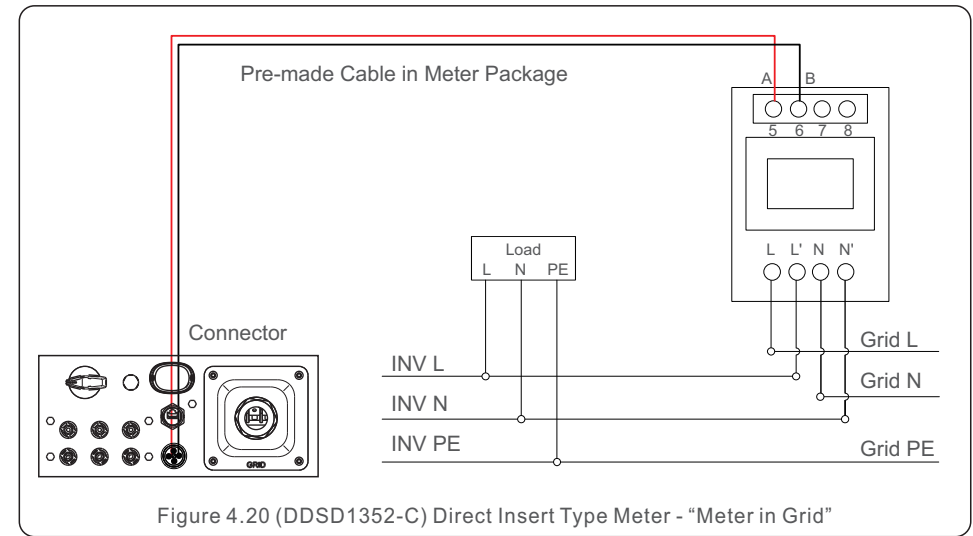 Pre-made Cable in Meter Package
A B
5 6 7 8
L L' N N'
Load
L N PE
Connector
INV L
Grid L
INV N
Grid N
INV PE
Grid PE
GRID
Figure 4.20 (DDSD1352-C) Direct Insert Type Meter - “Meter in Grid”